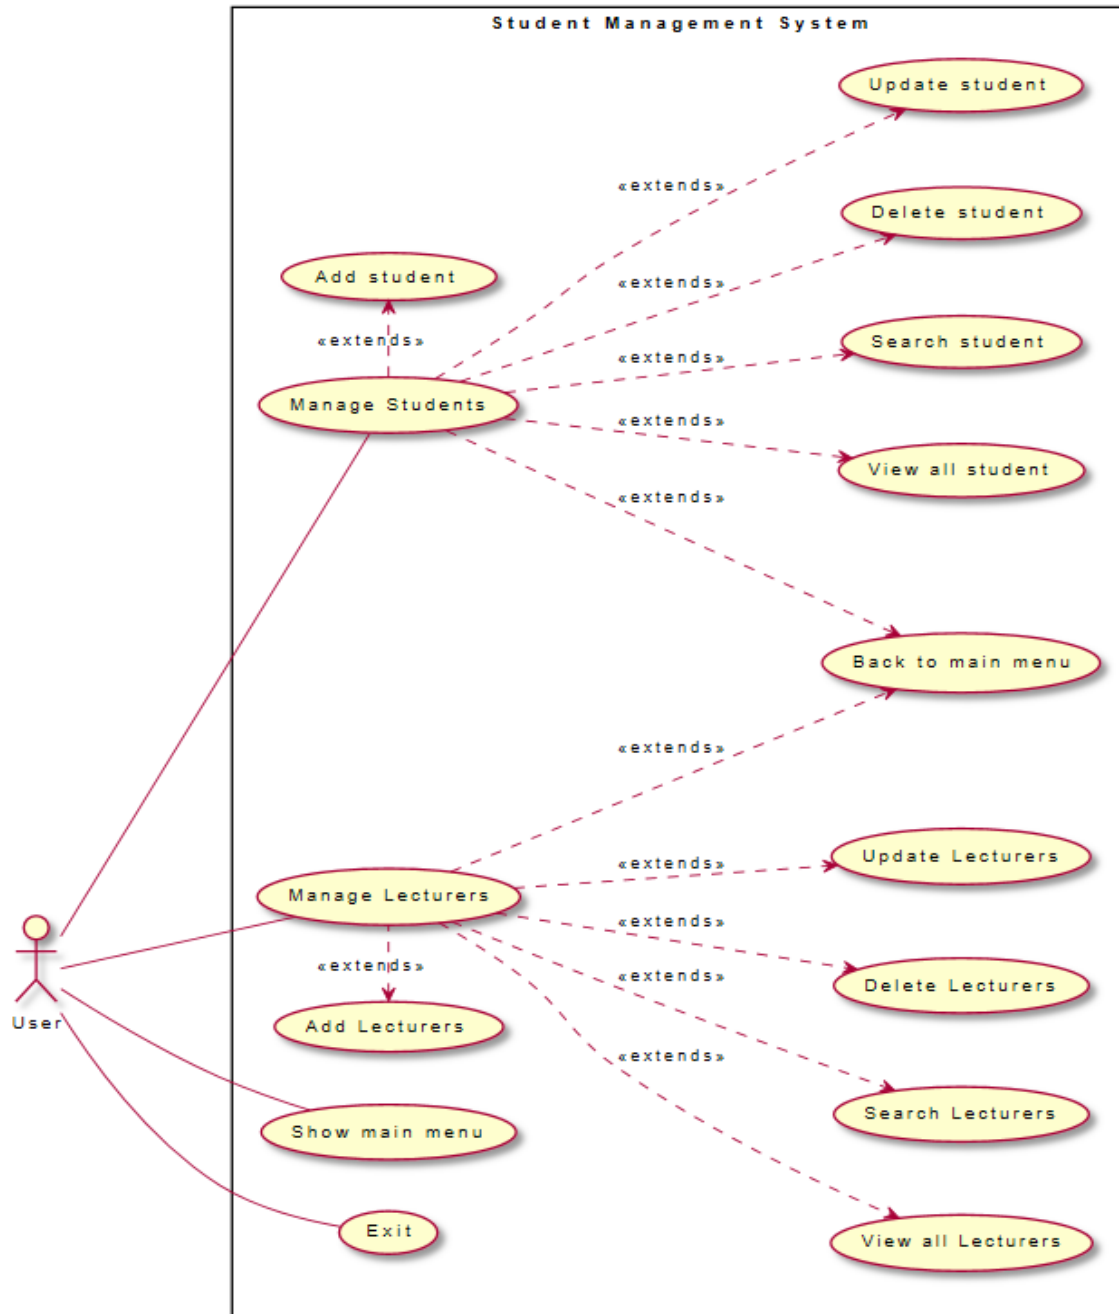 Student Management System
Update student
«extends»
Delete student
Add student
«extends»
«extends»
Search student
«extends»
Manage Students
«extends»
View all student
«extends»
Back to main menu
«extends»
Update Lecturers
«extends»
Manage Lecturers
«extends»
«extends»
«extends»
Delete Lecturers
User
Add Lecturers
«extends»
Search Lecturers
Show main menu
Exit
View all Lecturers